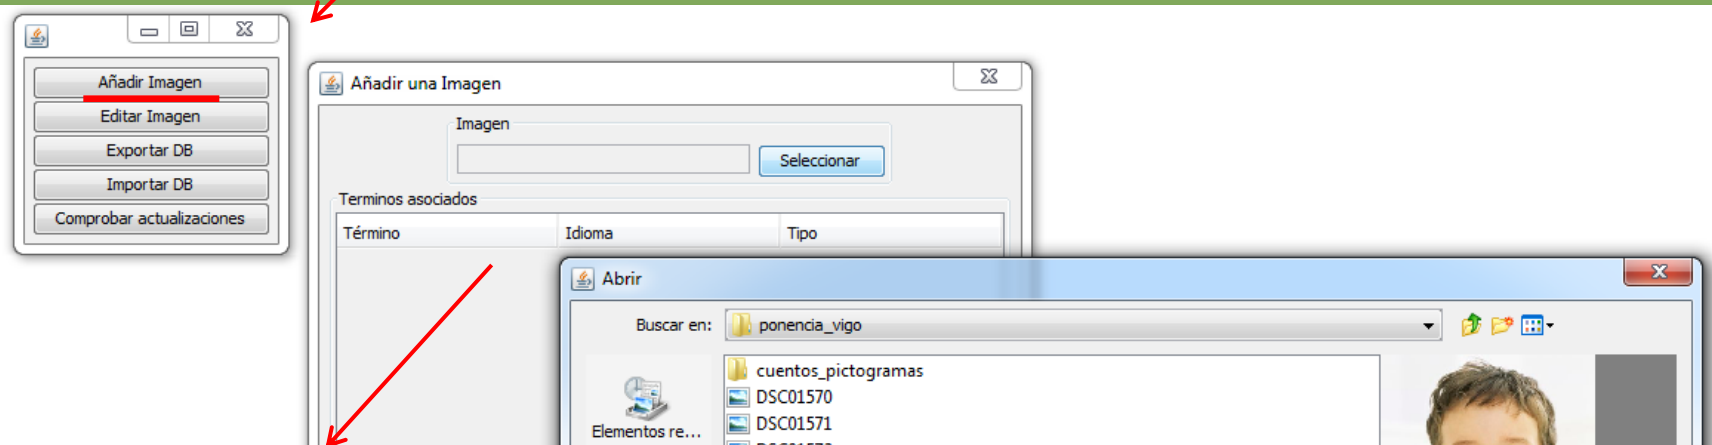 Añadir Imagen
Editar Imagen
Exportar DB
Importar DB
Comprobar actualizaciones
Añadir una Imagen
Imagen
Seleccionar
Terminos asociados
Término Idioma Tipo
Abrir
Buscar en: ponencia_vigo
cuentos_pictogramas
DSC01570
DSC01571
Elementos re...